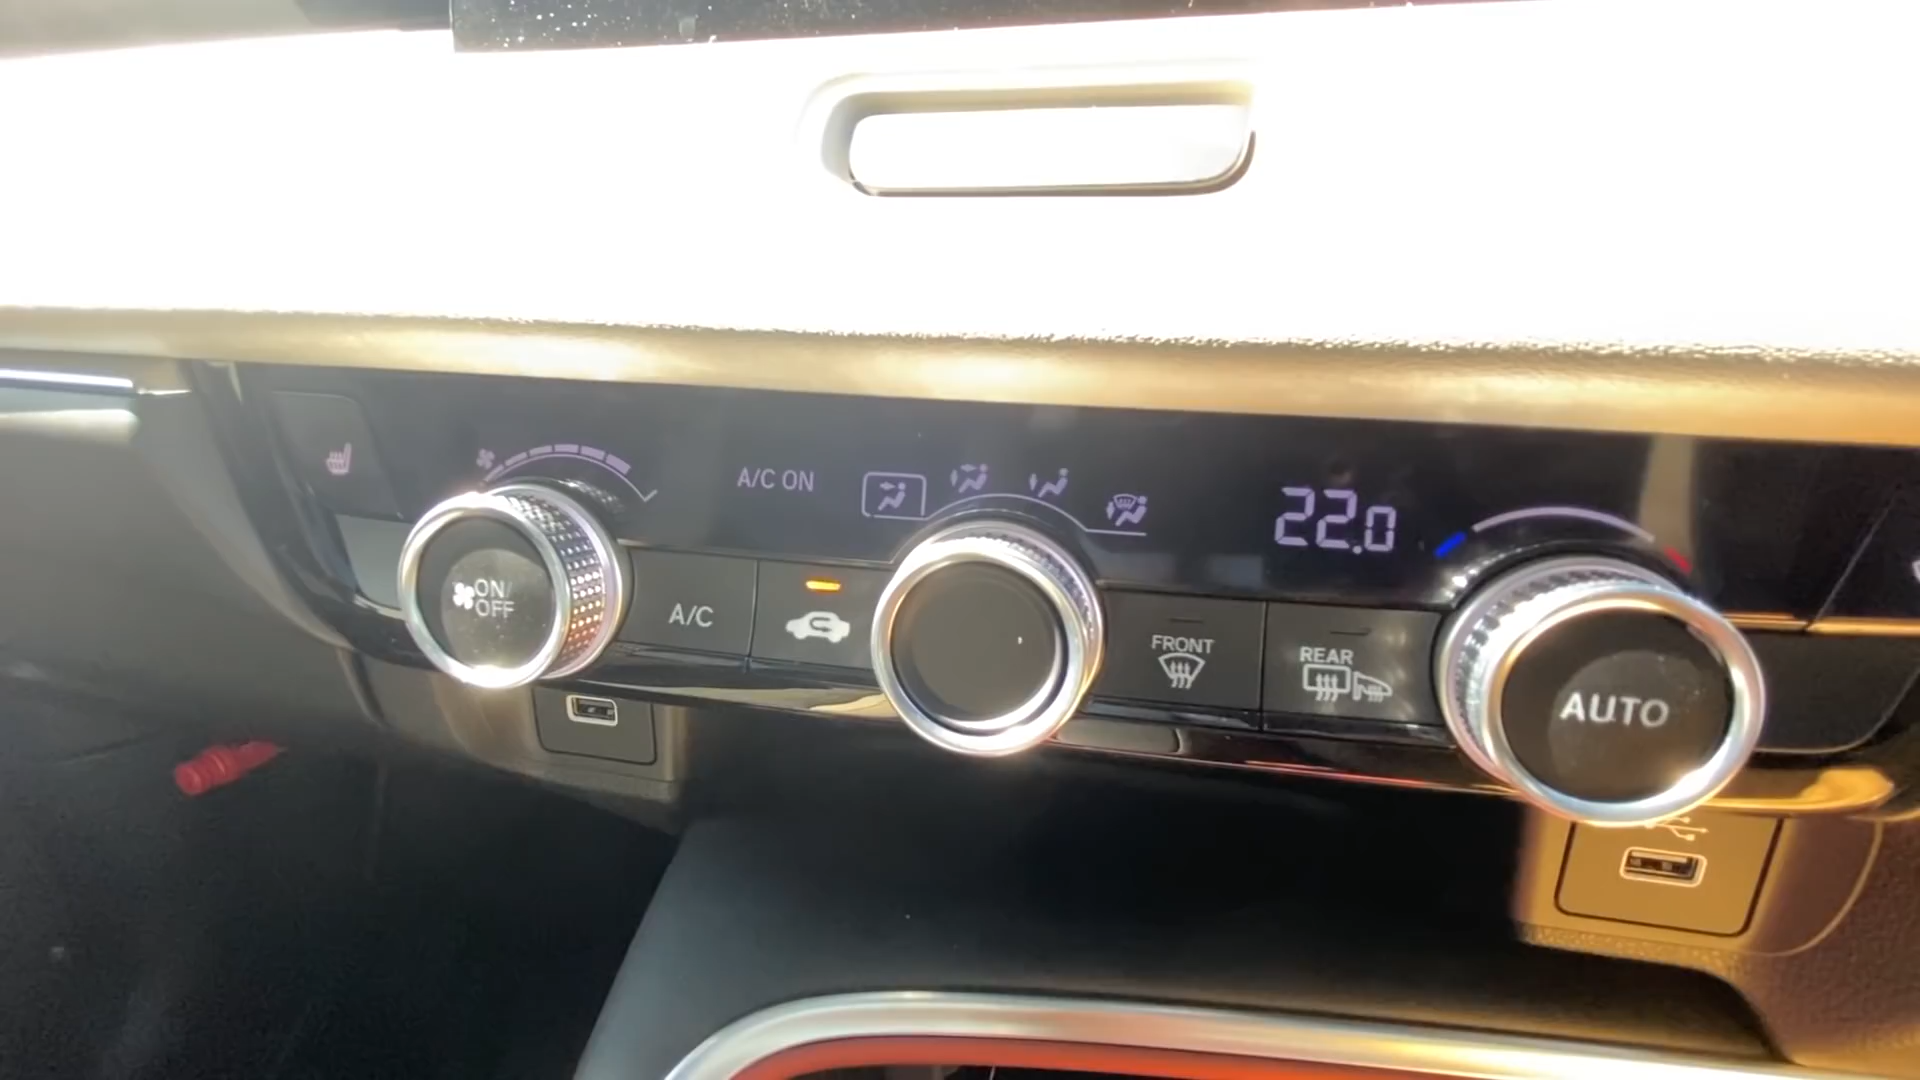 A/C ON
22.0
ON/
OFF
A/C
FRONT
REAR
AUTO